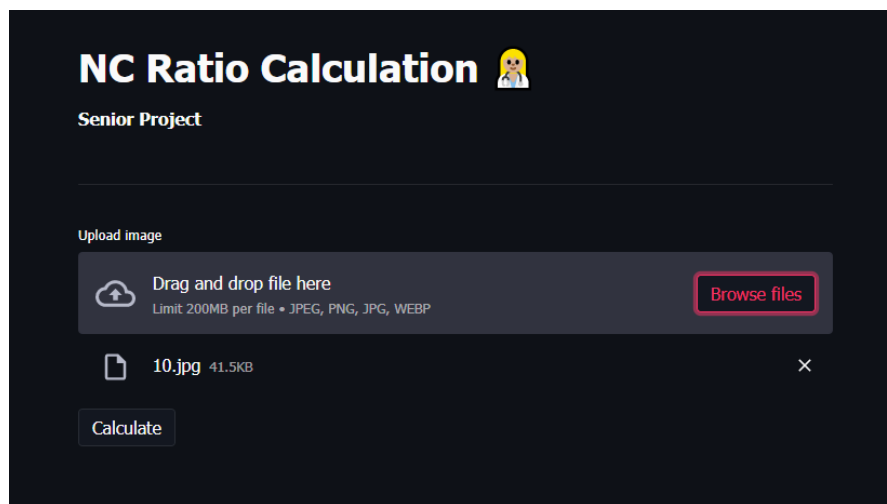 NC Ratio Calculation 👩‍⚕️
Senior Project
Upload image
Drag and drop file here
Limit 200MB per file • JPEG, PNG, JPG, WEBP
Browse files
10.jpg 41.5KB
Calculate